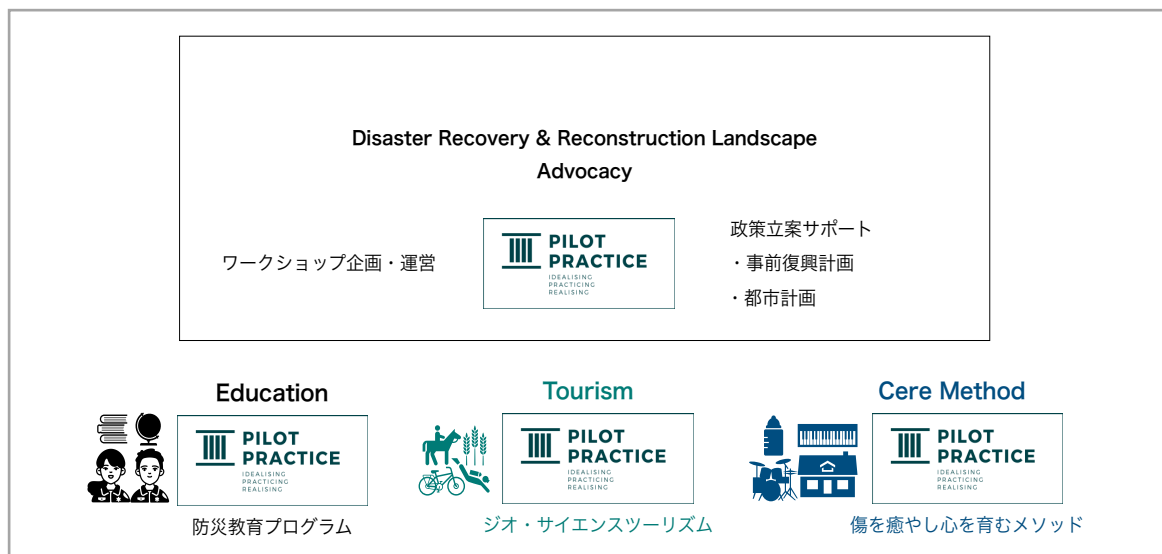 Disaster Recovery & Reconstruction Landscape
Advocacy
ワークショップ企画・運営
PILOT
PRACTICE
IDEALISING
PRACTICING
REALISING
政策立案サポート
・事前復興計画
・都市計画
Education
PILOT
PRACTICE
IDEALISING
PRACTICING
REALISING
防災教育プログラム
Tourism
PILOT
PRACTICE
IDEALISING
PRACTICING
REALISING
ジオ・サイエンスツーリズム
Cere Method
PILOT
PRACTICE
IDEALISING
PRACTICING
REALISING
傷を癒やし心を育むメソッド